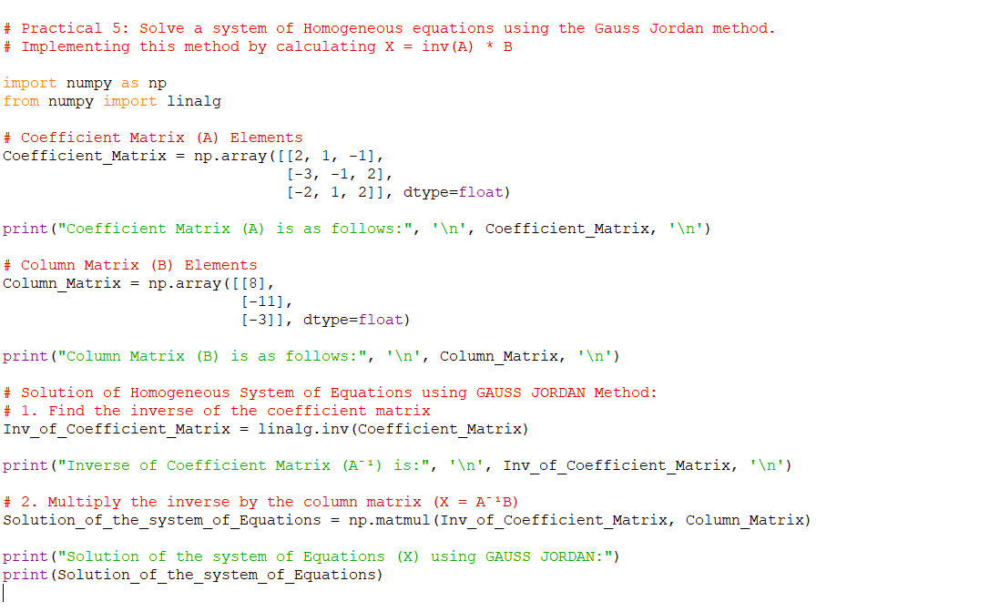 # Practical 5: Solve a system of Homogeneous equations using the Gauss Jordan method.
# Implementing this method by calculating X = inv(A) * B

import numpy as np
from numpy import linalg

# Coefficient Matrix (A) Elements
Coefficient_Matrix = np.array([[2, 1, -1],
                               [-3, -1, 2],
                               [-2, 1, 2]], dtype=float)

print("Coefficient Matrix (A) is as follows:", '\n', Coefficient_Matrix, '\n')

# Column Matrix (B) Elements
Column_Matrix = np.array([[8],
                          [-11],
                          [-3]], dtype=float)

print("Column Matrix (B) is as follows:", '\n', Column_Matrix, '\n')

# Solution of Homogeneous System of Equations using GAUSS JORDAN Method:
# 1. Find the inverse of the coefficient matrix
Inv_of_Coefficient_Matrix = linalg.inv(Coefficient_Matrix)

print("Inverse of Coefficient Matrix (A⁻¹) is:", '\n', Inv_of_Coefficient_Matrix, '\n')

# 2. Multiply the inverse by the column matrix (X = A⁻¹B)
Solution_of_the_system_of_Equations = np.matmul(Inv_of_Coefficient_Matrix, Column_Matrix)

print("Solution of the system of Equations (X) using GAUSS JORDAN:")
print(Solution_of_the_system_of_Equations)